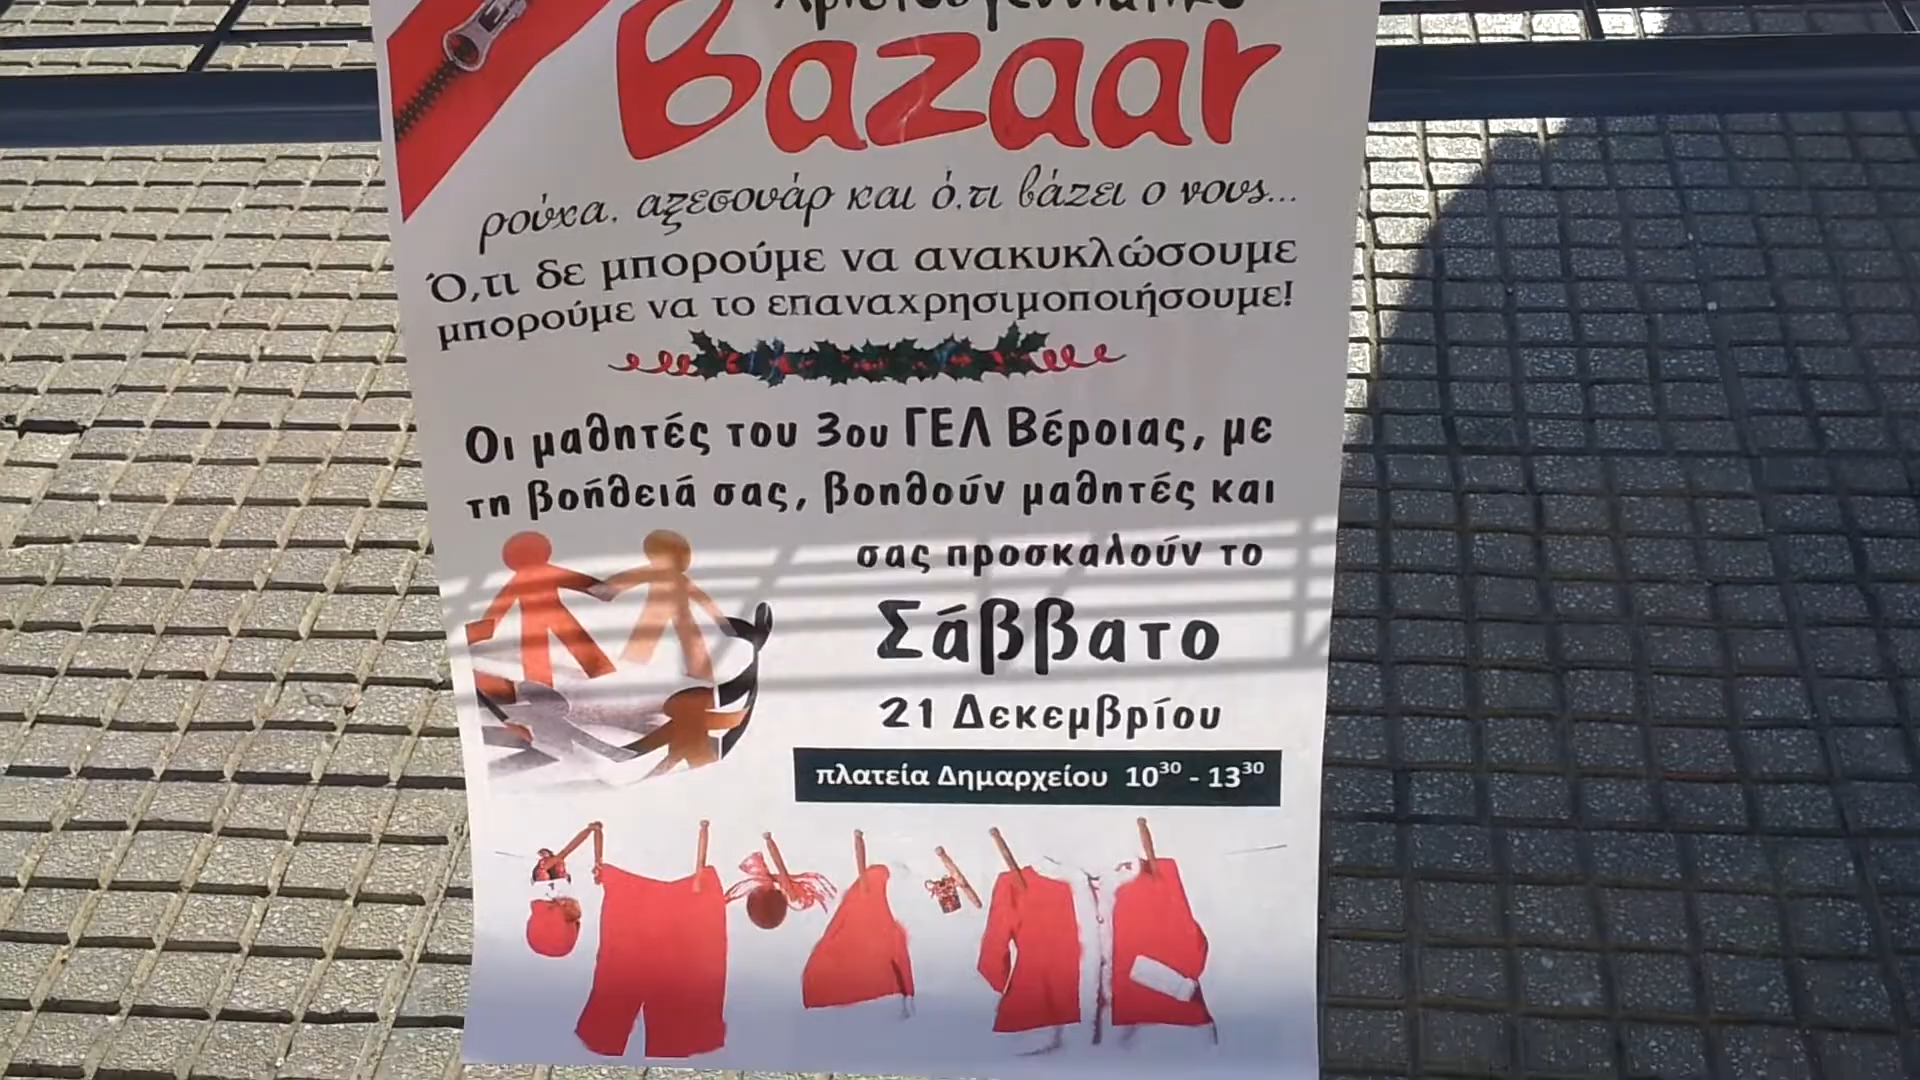 Χριστουγεννιάτικο
Bazaar
ρούχα, αξεσουάρ και ό,τι βάζει ο νους...
Ό,τι δε μπορούμε να ανακυκλώσουμε
μπορούμε να το επαναχρησιμοποιήσουμε!
Οι μαθητές του 3ου ΓΕΛ Βέροιας, με
τη βοήθειά σας, βοηθούν μαθητές και
σας προσκαλούν το
Σάββατο
21 Δεκεμβρίου
πλατεία Δημαρχείου 10³⁰ - 13³⁰